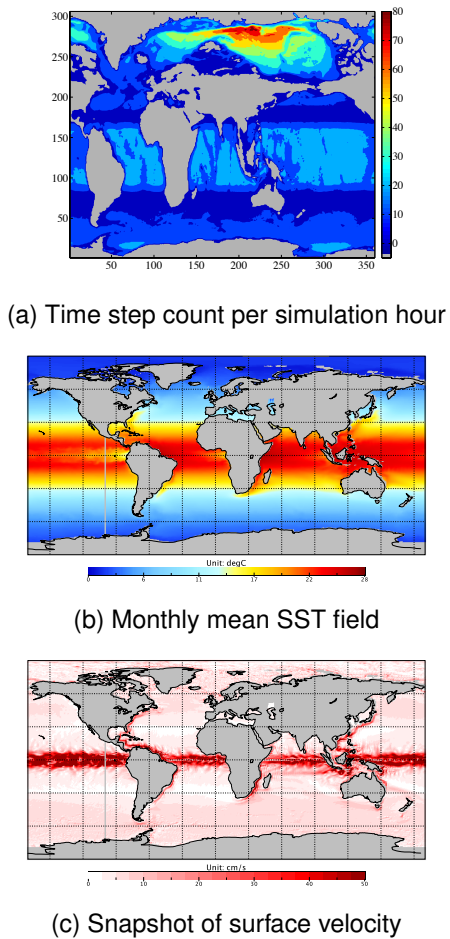 300
250
200
150
100
50
50 100 150 200 250 300 350
80
70
60
50
40
30
20
10
0
(a) Time step count per simulation hour
Unit: degC
0 6 11 17 22 28
(b) Monthly mean SST field
Unit: cm/s
0 10 20 30 40 50
(c) Snapshot of surface velocity